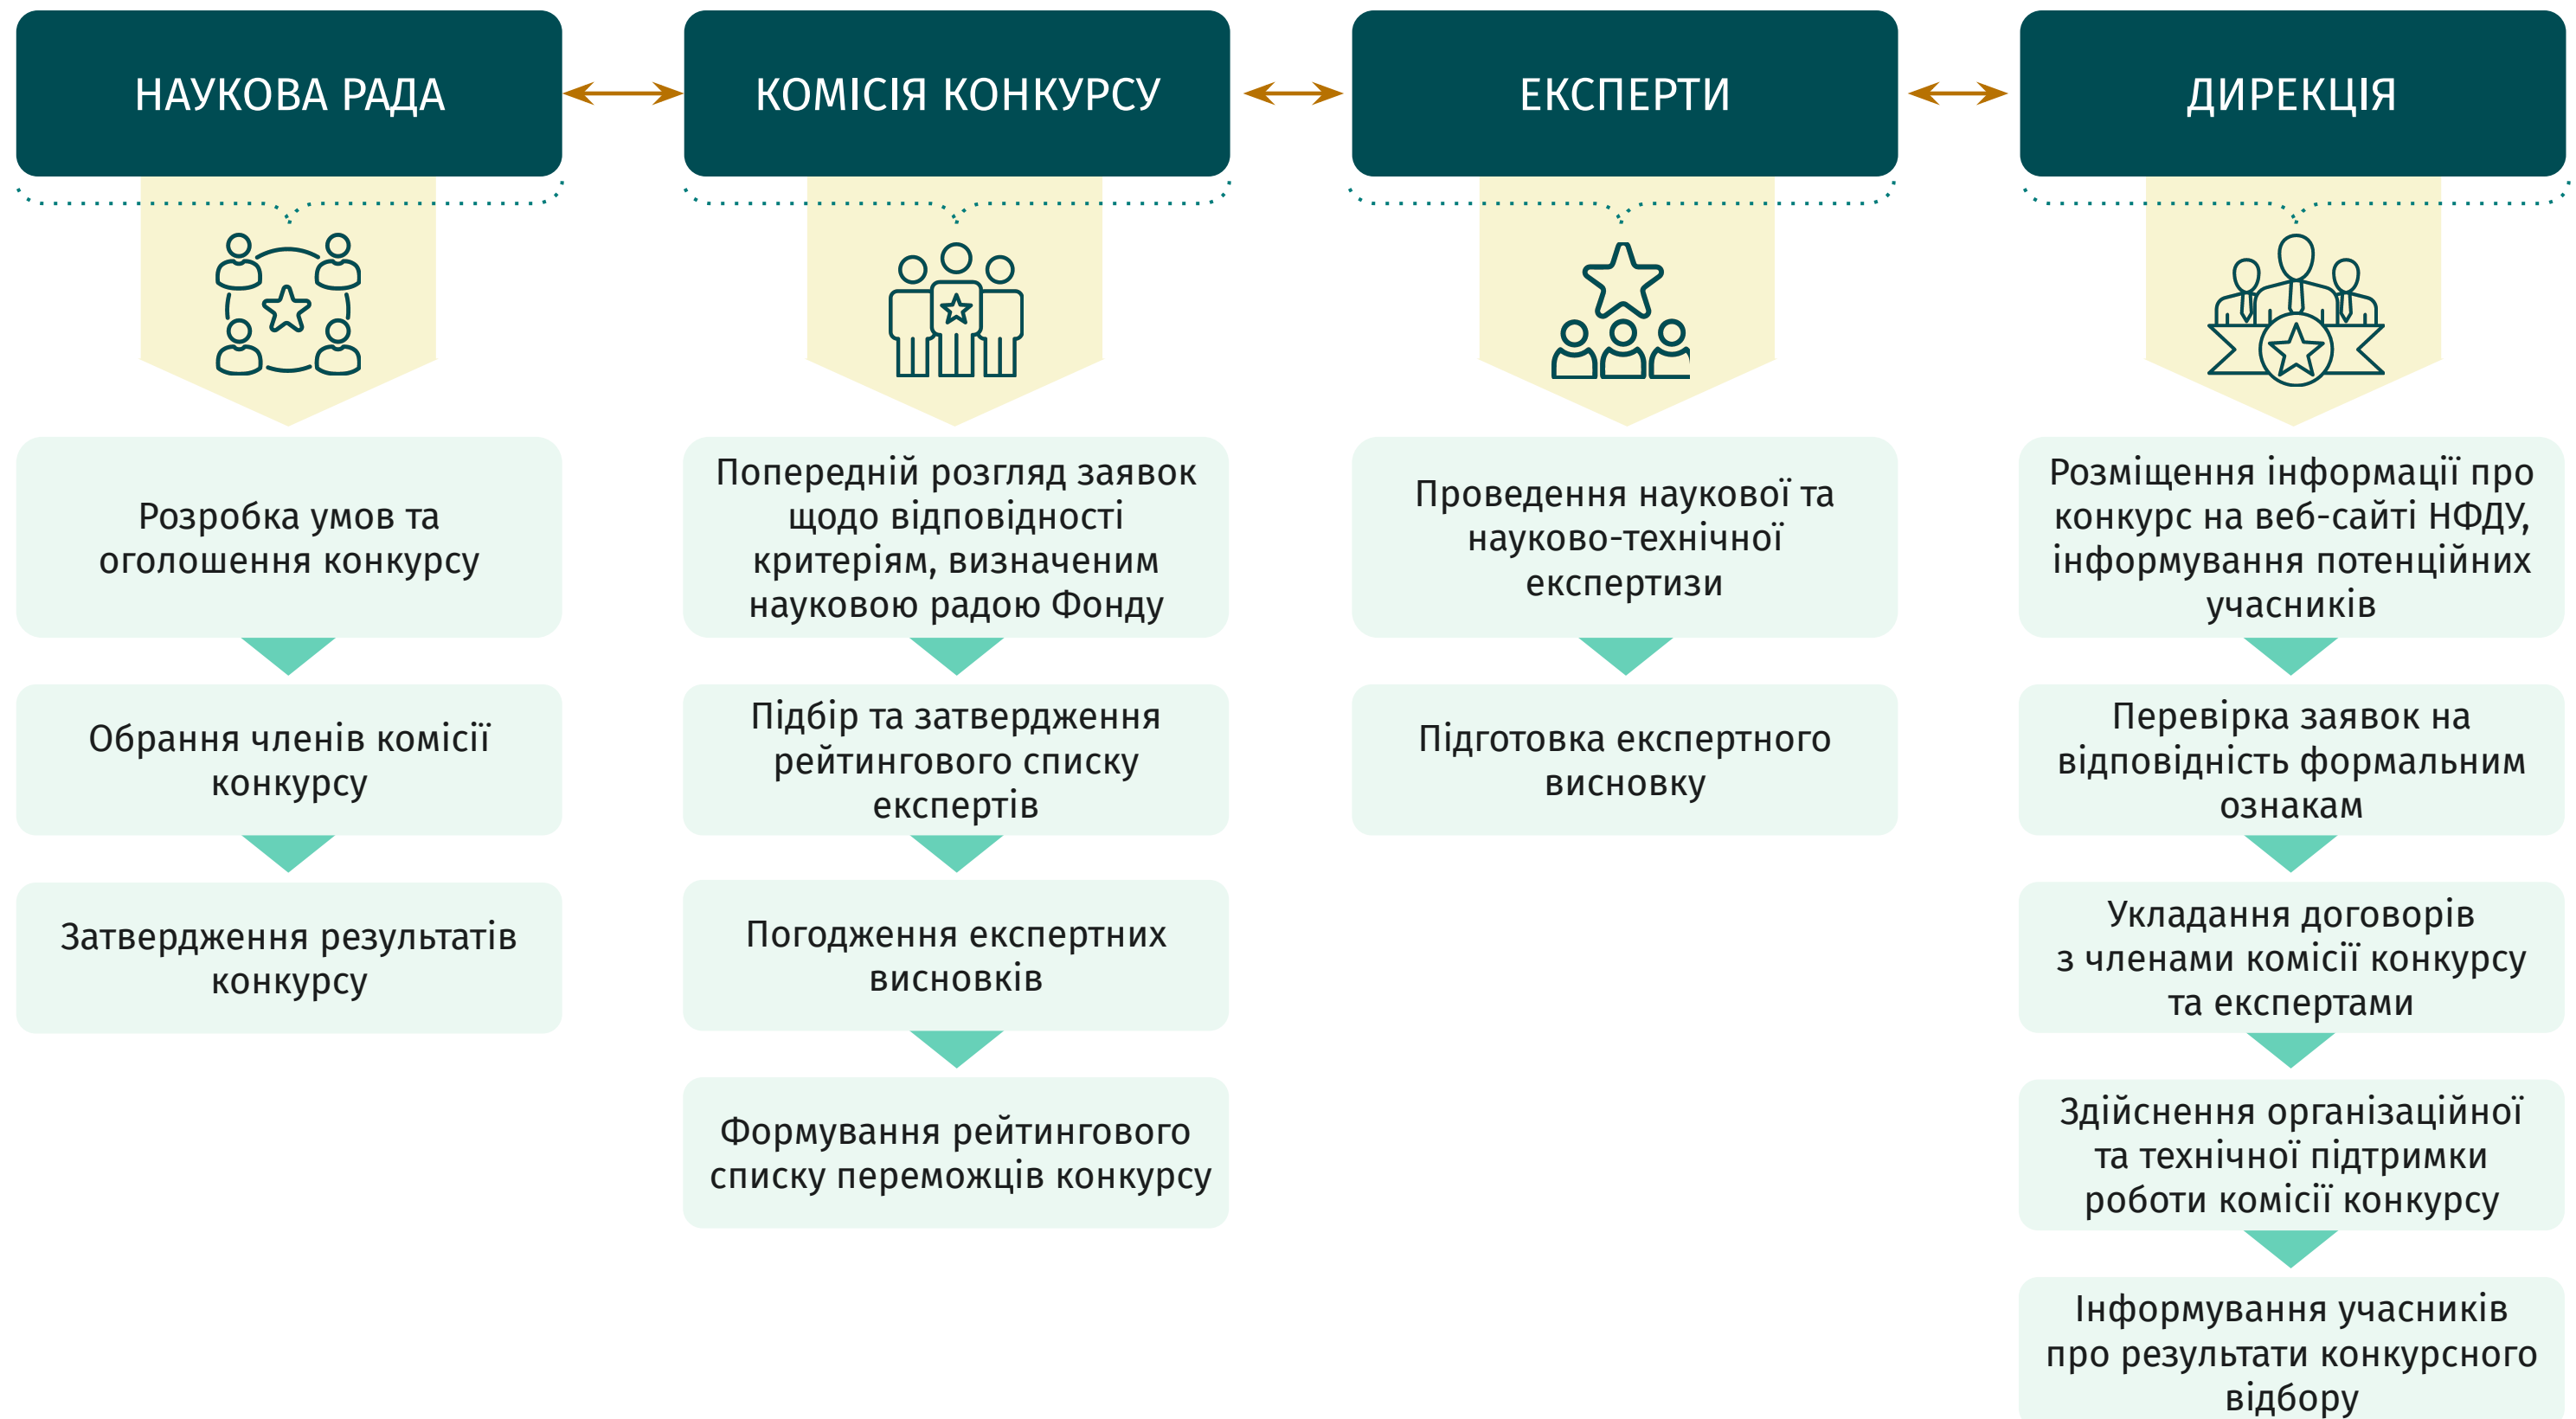 НАУКОВА РАДА
Розробка умов та
оголошення конкурсу
Обрання членів комісії
конкурсу
Затвердження результатів
конкурсу
КОМІСІЯ КОНКУРСУ
Попередній розгляд заявок
щодо відповідності
критеріям, визначеним
науковою радою Фонду
Підбір та затвердження
рейтингового списку
експертів
Погодження експертних
висновків
Формування рейтингового
списку переможців конкурсу
ЕКСПЕРТИ
Проведення наукової та
науково-технічної
експертизи
Підготовка експертного
висновку
ДИРЕКЦІЯ
Розміщення інформації про
конкурс на веб-сайті НФДУ,
інформування потенційних
учасників
Перевірка заявок на
відповідність формальним
ознакам
Укладання договорів
з членами комісії конкурсу
та експертами
Здійснення організаційної
та технічної підтримки
роботи комісії конкурсу
Інформування учасників
про результати конкурсного
відбору